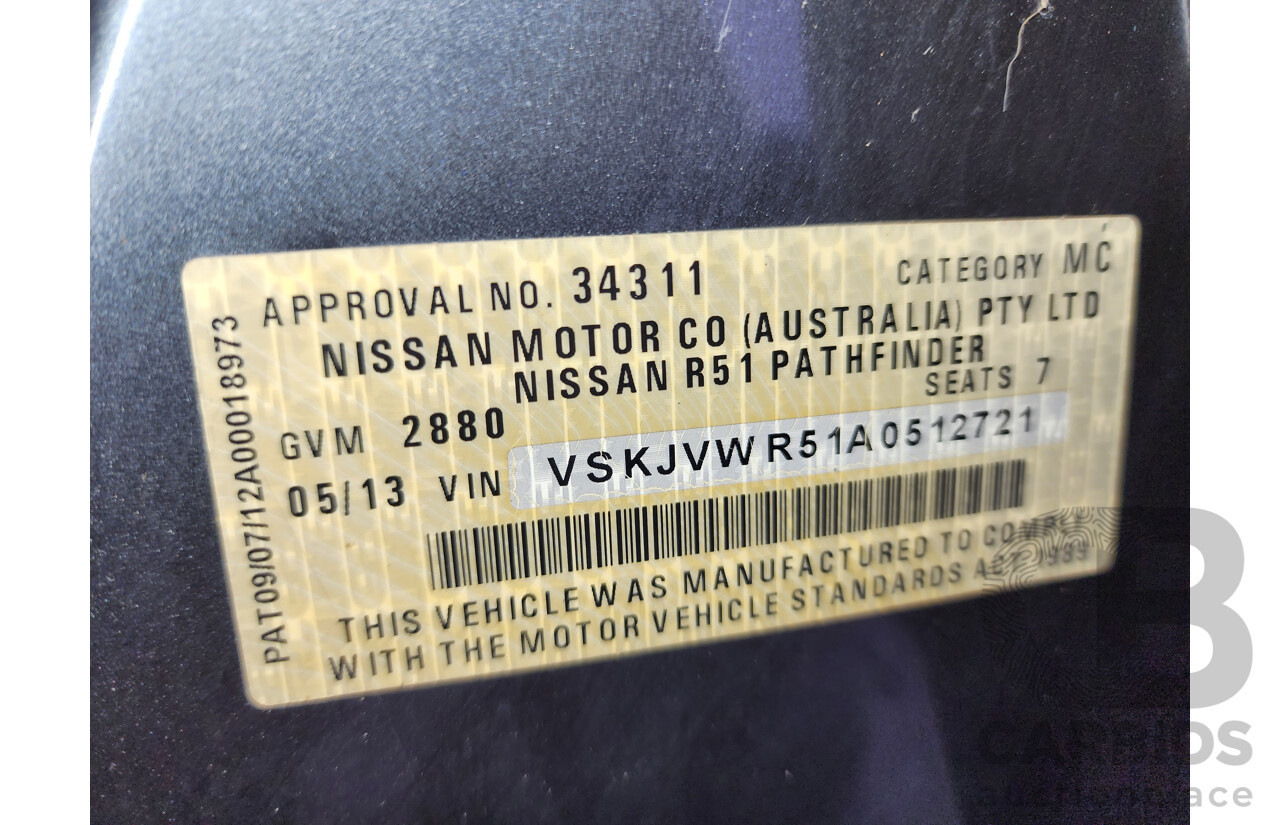 APPROVAL NO. 34311 CATEGORY MC
NISSAN MOTOR CO (AUSTRALIA) PTY LTD
NISSAN R51 PATHFINDER
GVM 2880 SEATS 7
05/13 VIN VSKJVWR51A0512721
THIS VEHICLE WAS MANUFACTURED TO COMPLY
WITH THE MOTOR VEHICLE STANDARDS ACT 1989
PAT09/07/12A00018973
CARBIDS